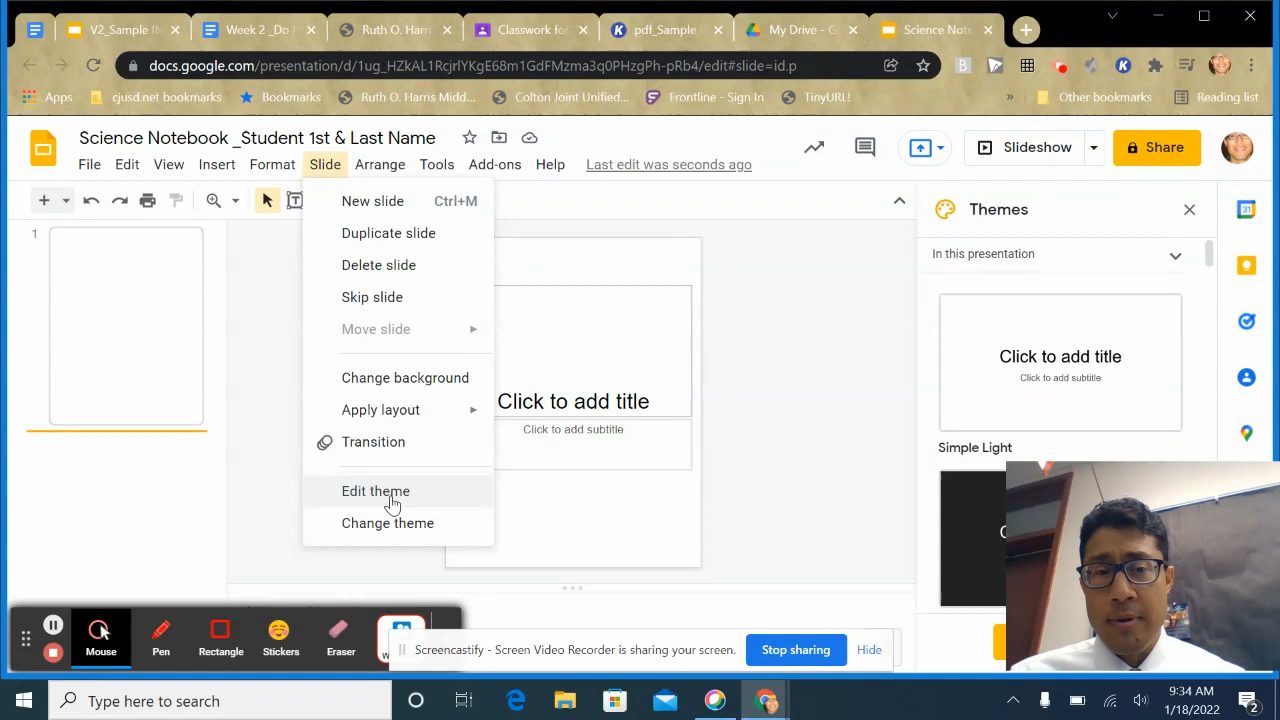 V2_Sample II
Week 2 _Do
Ruth O. Harri
Classwork fo
pdf_Sample
My Drive - G
Science Not
docs.google.com/presentation/d/1ug_HZkAL1RcjrlYKgE68m1GdFMzma3q0PHzgPh-pRb4/edit#slide=id.p
Apps
cjusd.net bookmarks
Bookmarks
Ruth O. Harris Midd...
Colton Joint Unified...
Frontline - Sign In
TinyURL!
»
Other bookmarks
Reading list
Science Notebook _Student 1st & Last Name
File Edit View Insert Format Slide Arrange Tools Add-ons Help Last edit was seconds ago
Slideshow
Share
New slide Ctrl+M
Duplicate slide
Delete slide
Skip slide
Move slide
Change background
Apply layout
Transition
Edit theme
Change theme
1
Click to add title
Click to add subtitle
Themes
In this presentation
Click to add title
Click to add subtitle
Simple Light
31
Mouse
Pen
Rectangle
Stickers
Eraser
Screencastify - Screen Video Recorder is sharing your screen.
Stop sharing
Hide
Type here to search
9:34 AM
1/18/2022
2